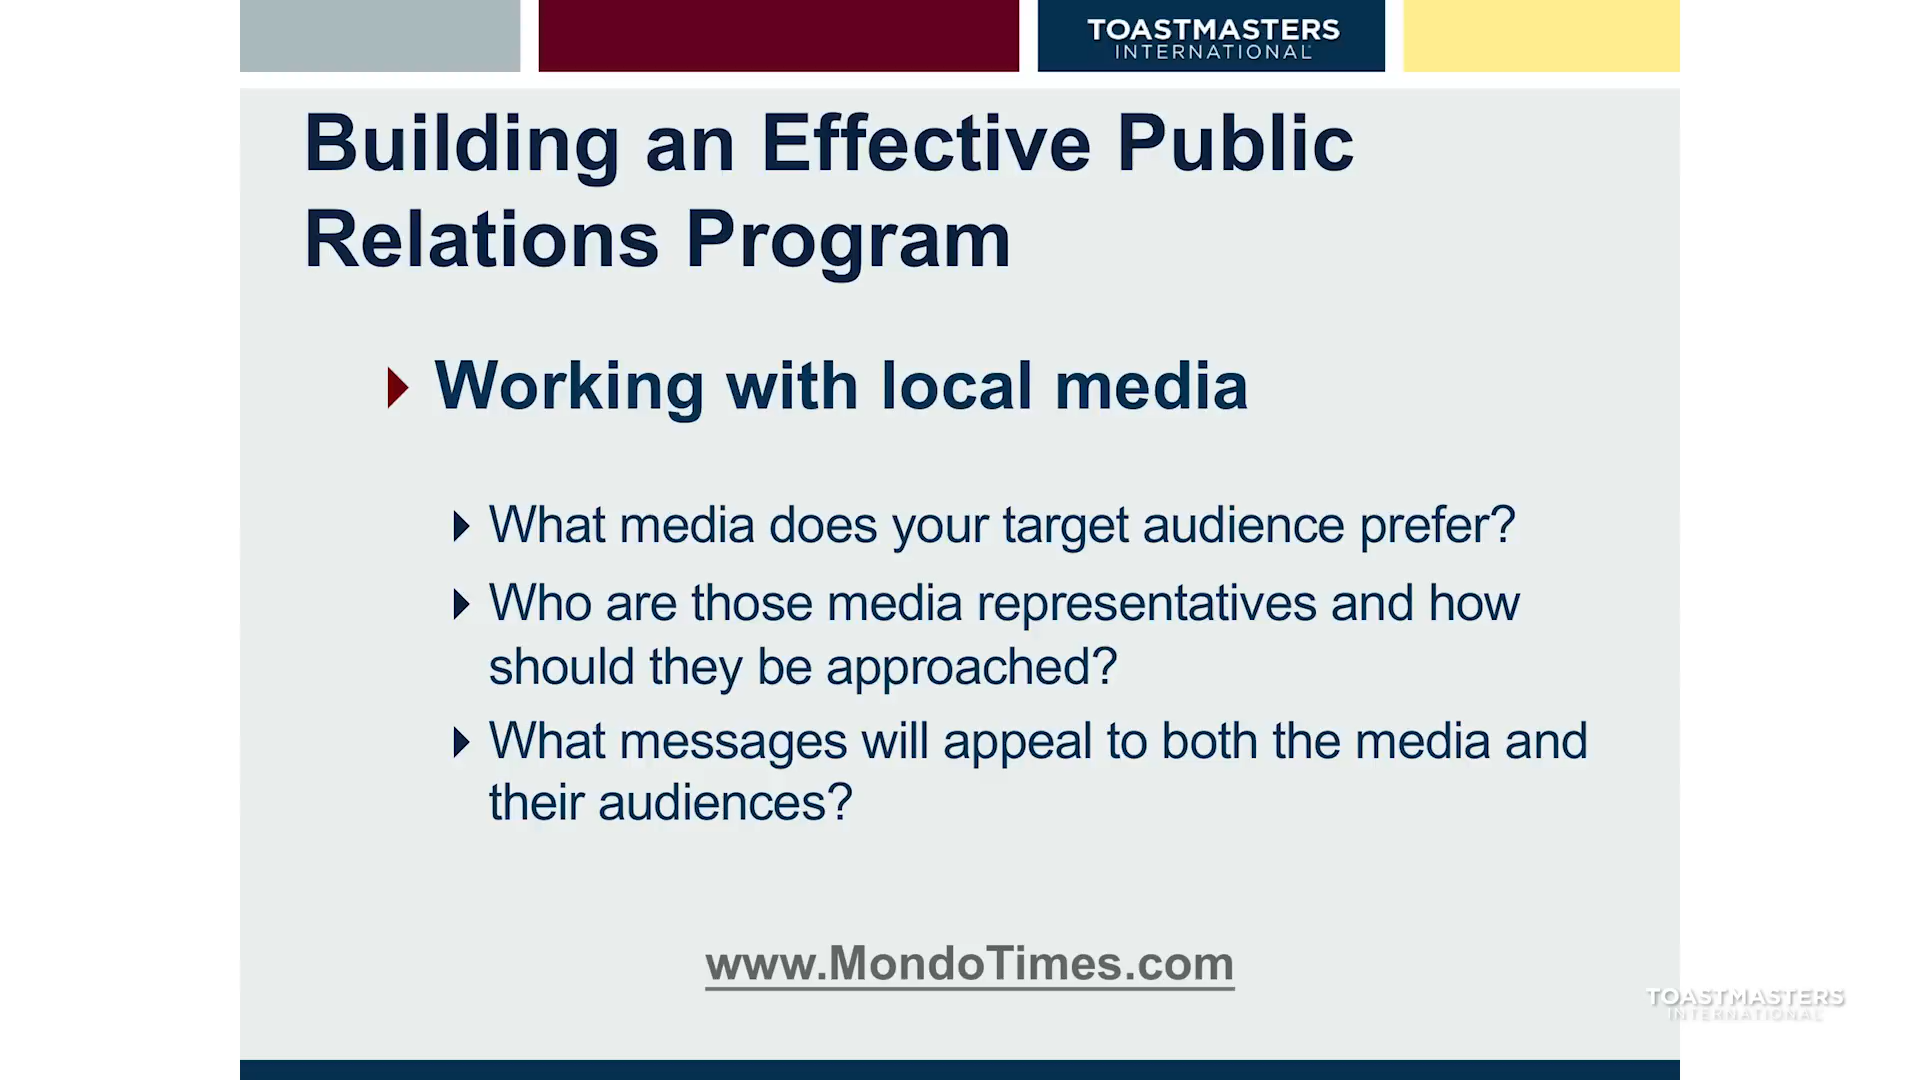 TOASTMASTERS
INTERNATIONAL
Building an Effective Public
Relations Program
Working with local media
What media does your target audience prefer?
Who are those media representatives and how
should they be approached?
What messages will appeal to both the media and
their audiences?
www.MondoTimes.com
TOASTMASTERS
INTERNATIONAL